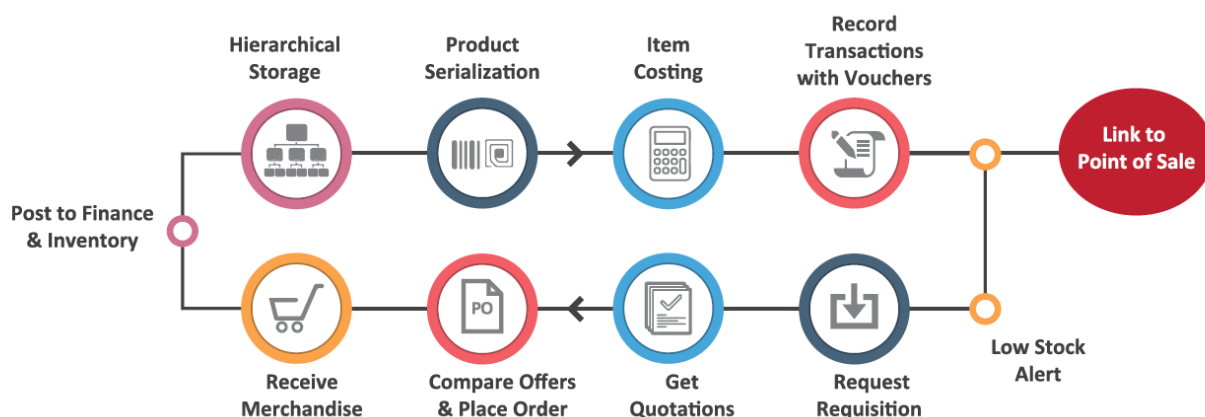 Hierarchical
Storage
Product
Serialization
Item
Costing
Record
Transactions
with Vouchers
Link to
Point of Sale
Post to Finance
& Inventory
PO
Low Stock
Alert
Receive
Merchandise
Compare Offers
& Place Order
Get
Quotations
Request
Requisition